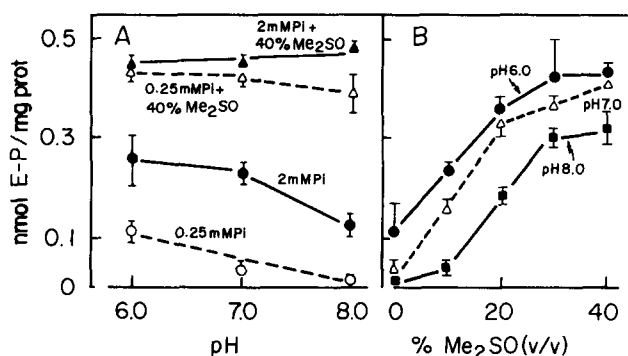 nmol E-P/mg prot
0.5
0.3
0.1
0
A
2mMPi+
40% Me₂SO
0.25mMPi+
40% Me₂SO
2mMPi
0.25mMPi
6.0 7.0 8.0
pH
B
pH6.0
pH7.0
pH8.0
0 10 20 30 40
% Me₂SO(v/v)